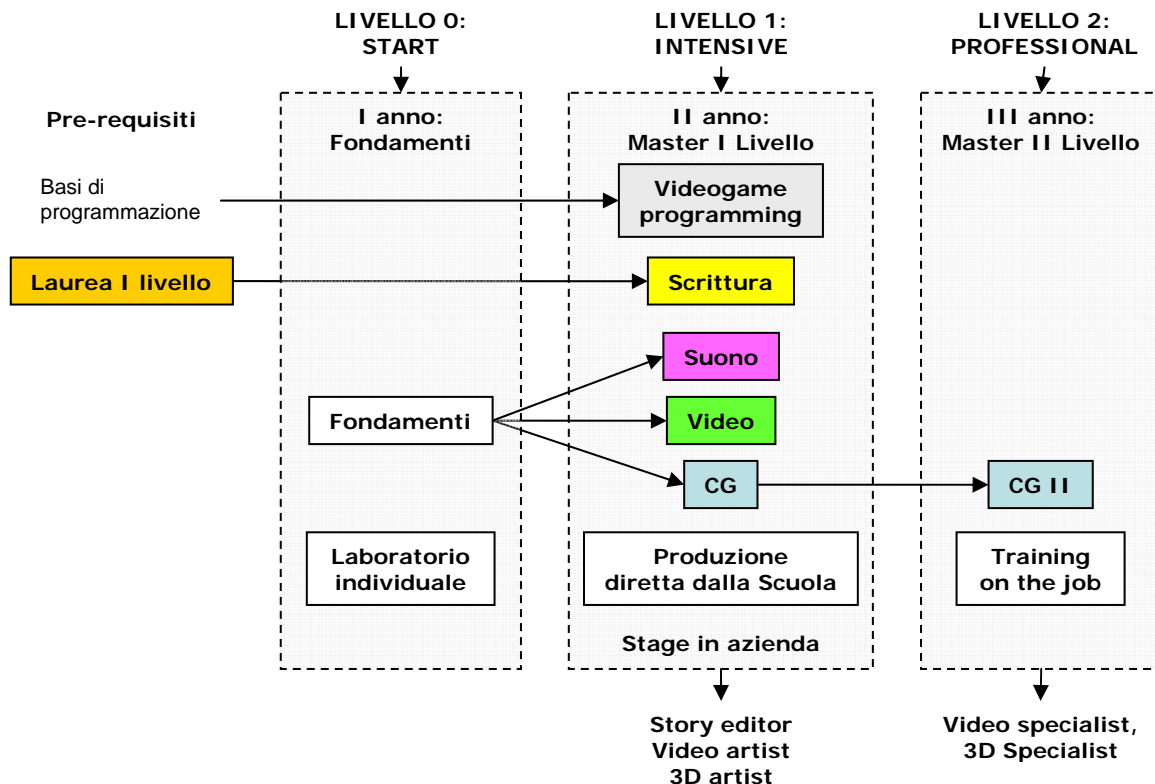 LIVELLO 0:
START
LIVELLO 1:
INTENSIVE
LIVELLO 2:
PROFESSIONAL
Pre-requisiti
I anno:
Fondamenti
II anno:
Master I Livello
III anno:
Master II Livello
Basi di
programmazione
Videogame
programming
Laurea I livello
Scrittura
Suono
Fondamenti
Video
CG
CG II
Laboratorio
individuale
Produzione
diretta dalla Scuola
Training
on the job
Stage in azienda
Story editor
Video artist
3D artist
Video specialist,
3D Specialist